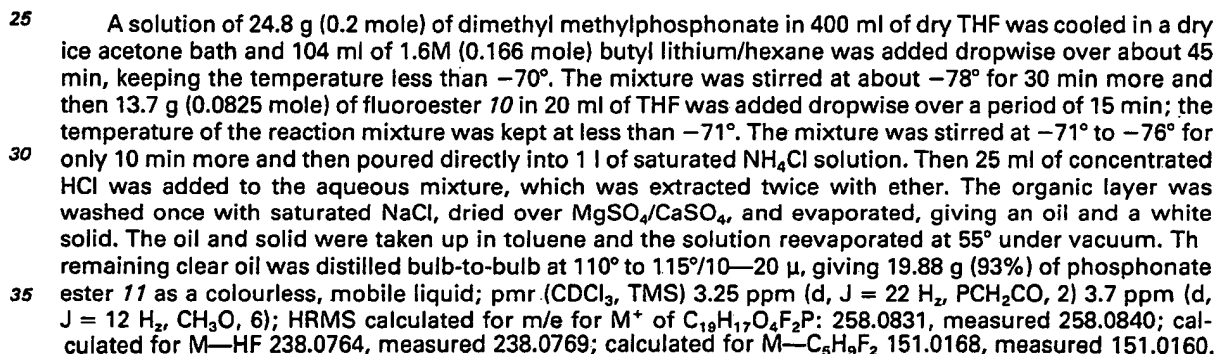 25 A solution of 24.8 g (0.2 mole) of dimethyl methylphosphonate in 400 ml of dry THF was cooled in a dry
ice acetone bath and 104 ml of 1.6M (0.166 mole) butyl lithium/hexane was added dropwise over about 45
min, keeping the temperature less than −70°. The mixture was stirred at about −78° for 30 min more and
then 13.7 g (0.0825 mole) of fluoroester 10 in 20 ml of THF was added dropwise over a period of 15 min; the
temperature of the reaction mixture was kept at less than −71°. The mixture was stirred at −71° to −76° for
30 only 10 min more and then poured directly into 1 l of saturated NH₄Cl solution. Then 25 ml of concentrated
HCl was added to the aqueous mixture, which was extracted twice with ether. The organic layer was
washed once with saturated NaCl, dried over MgSO₄/CaSO₄, and evaporated, giving an oil and a white
solid. The oil and solid were taken up in toluene and the solution reevaporated at 55° under vacuum. Th
remaining clear oil was distilled bulb-to-bulb at 110° to 115°/10—20 μ, giving 19.88 g (93%) of phosphonate
35 ester 11 as a colourless, mobile liquid; pmr (CDCl₃, TMS) 3.25 ppm (d, J = 22 H_z, PCH₂CO, 2) 3.7 ppm (d,
J = 12 H_z, CH₃O, 6); HRMS calculated for m/e for M⁺ of C₁₉H₁₇O₄F₂P: 258.0831, measured 258.0840; cal-
culated for M—HF 238.0764, measured 238.0769; calculated for M—C₅H₉F₂ 151.0168, measured 151.0160.